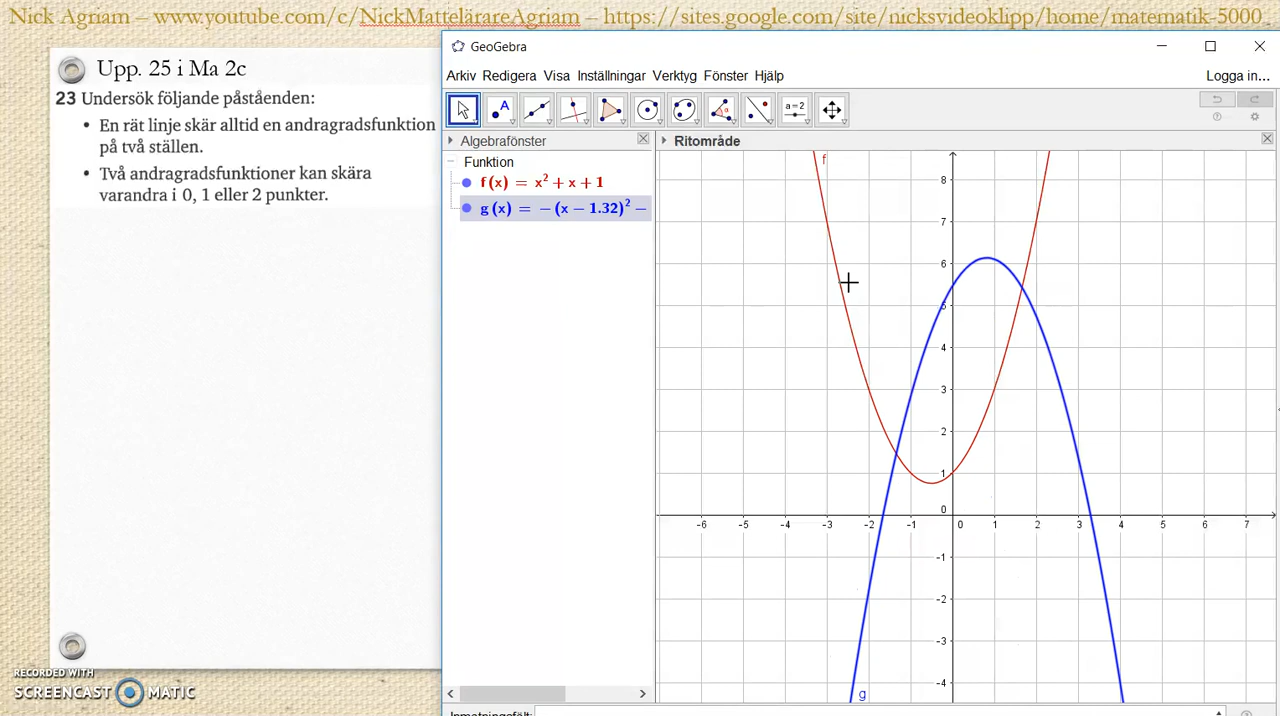 Nick Agriam – www.youtube.com/c/NickMattelärareAgriam – https://sites.google.com/site/nicksvideoklipp/home/matematik-5000
Upp. 25 i Ma 2c
23 Undersök följande påståenden:
• En rät linje skär alltid en andragradsfunktion
på två ställen.
• Två andragradsfunktioner kan skära
varandra i 0, 1 eller 2 punkter.
RECORDED WITH
SCREENCAST MATIC
GeoGebra
Arkiv Redigera Visa Inställningar Verktyg Fönster Hjälp Logga in...
A a=2
Algebrafönster
Ritområde
Funktion
f(x) = x² + x + 1
g(x) = – (x – 1.32)² –
f
8
7
6
5
4
3
2
1
0
-6 -5 -4 -3 -2 -1 0 1 2 3 4 5 6 7
-1
-2
-3
-4
g
Inmatningsfält: